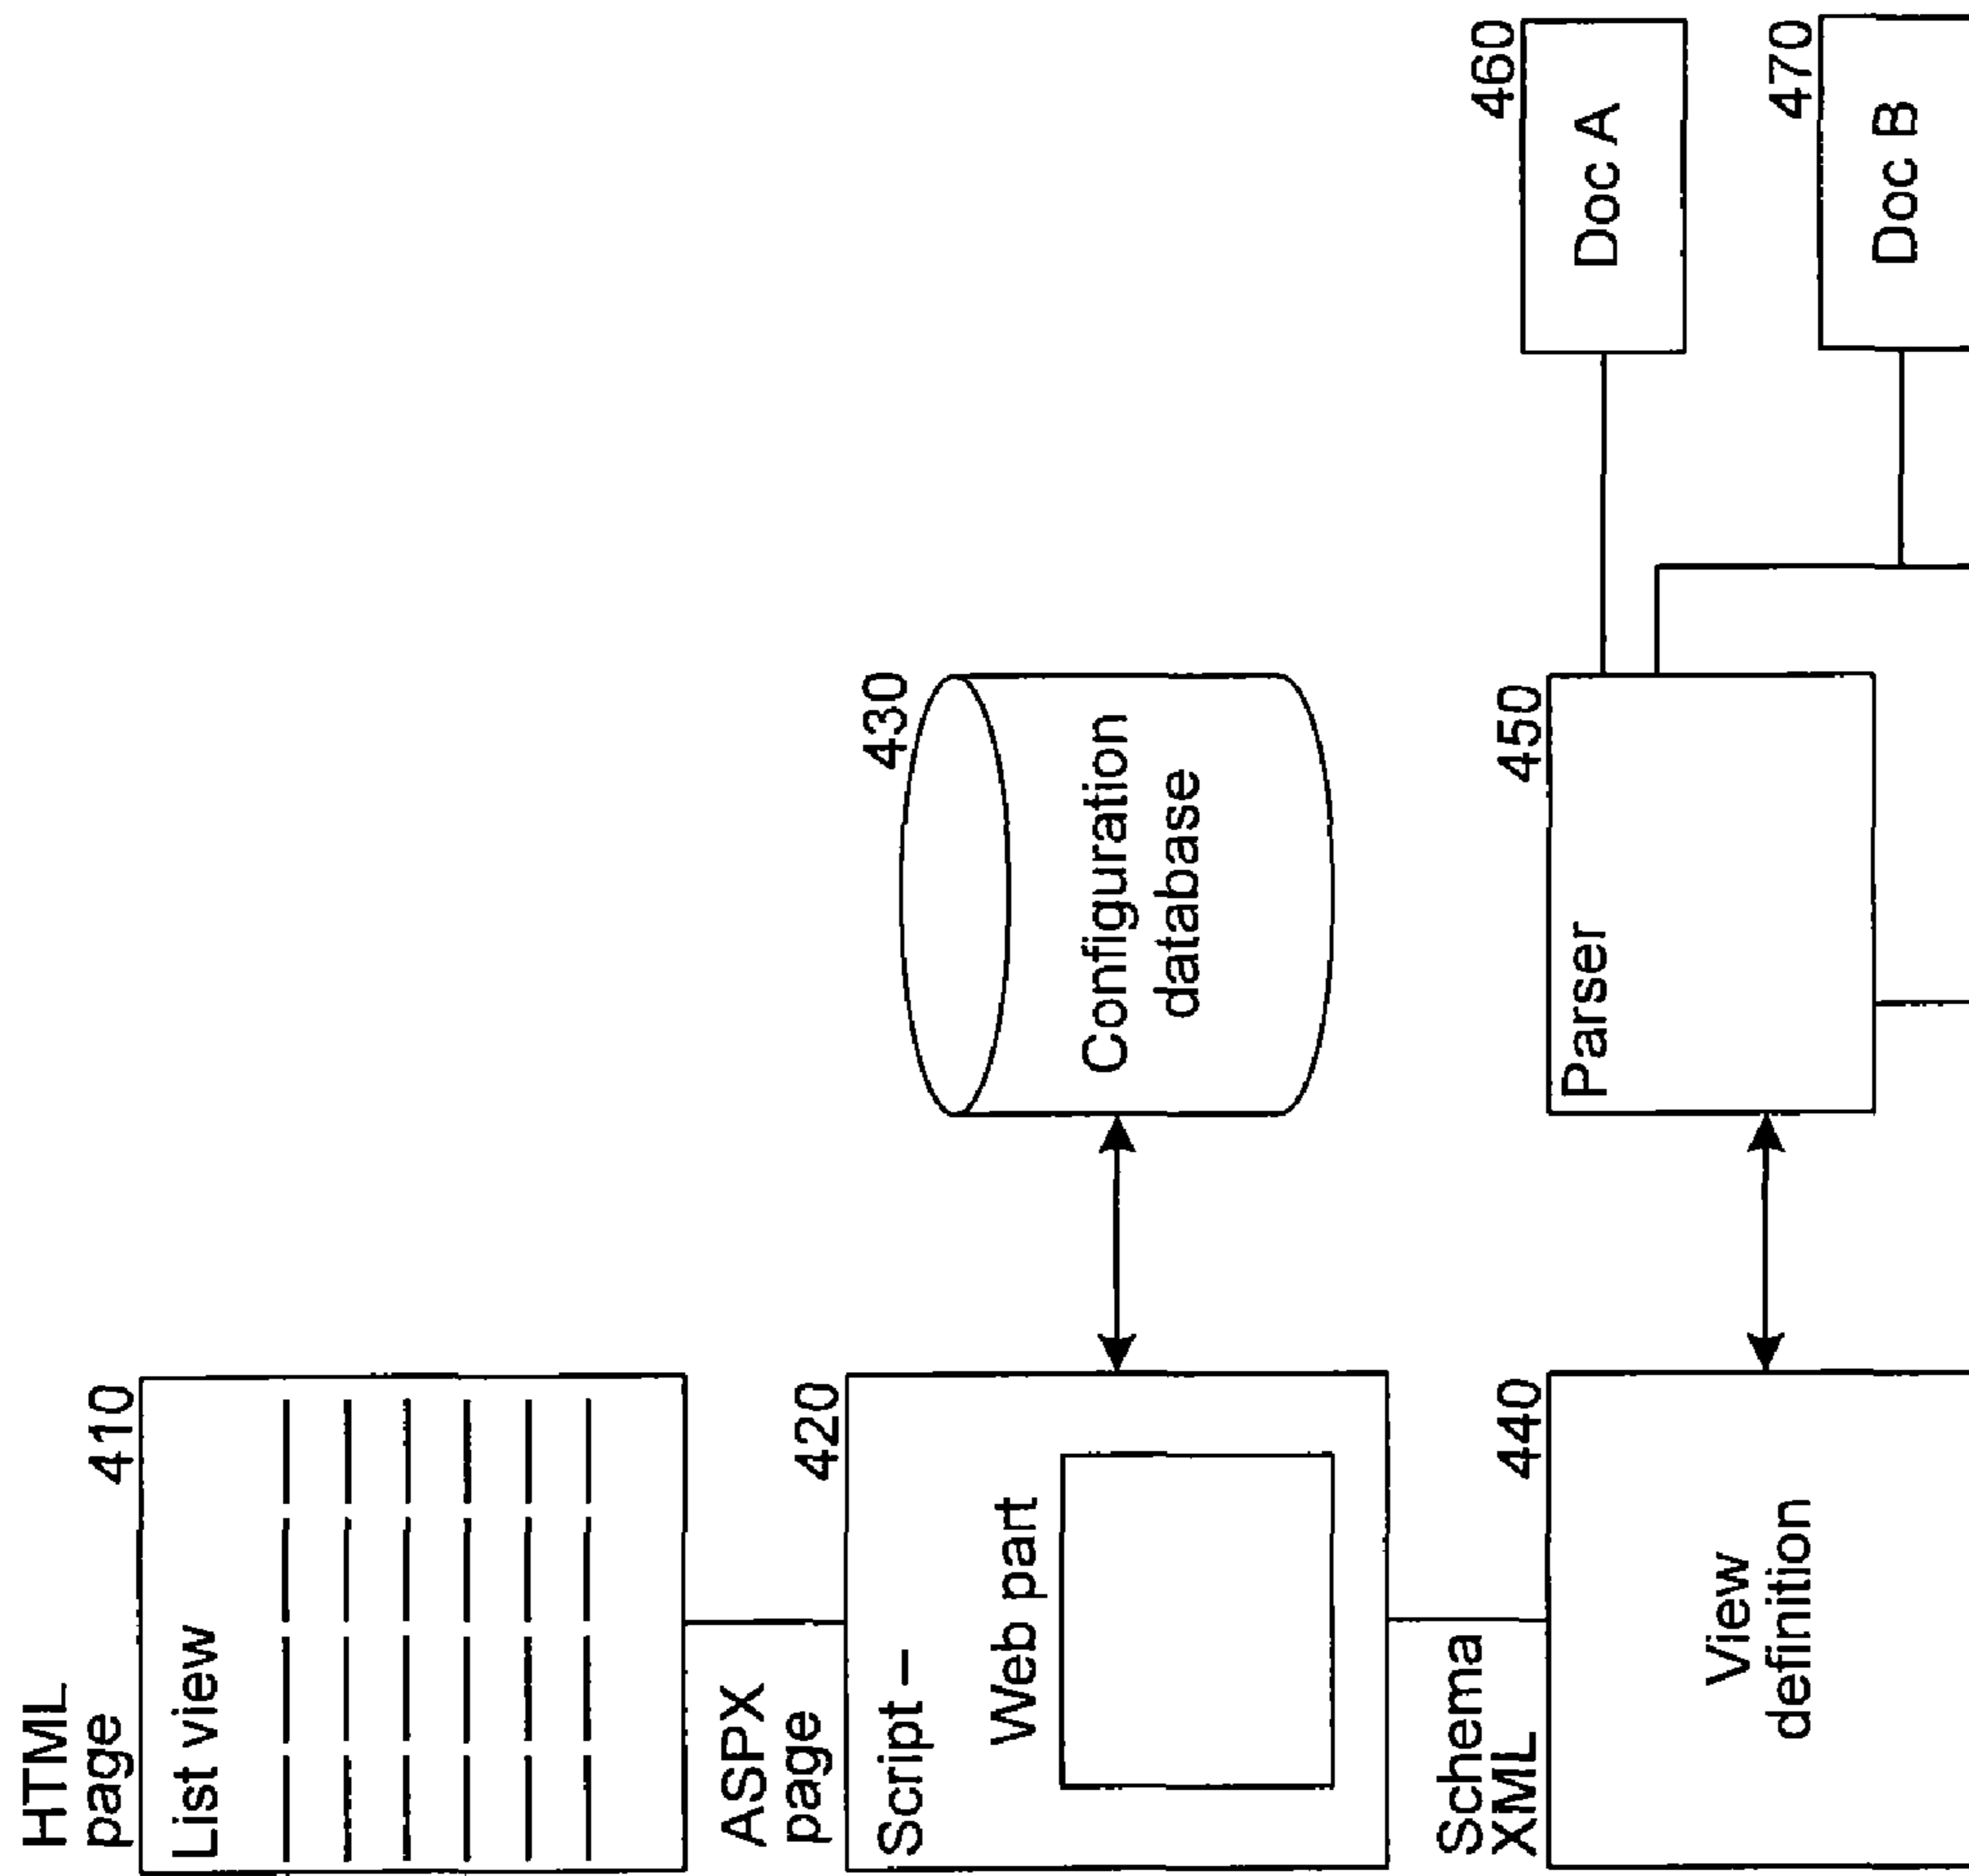 HTML
page
410
List view
ASPX
page
420
Script –
Web part
430
Configuration
database
Schema
XML
440
View
definition
450
Parser
460
Doc A
470
Doc B